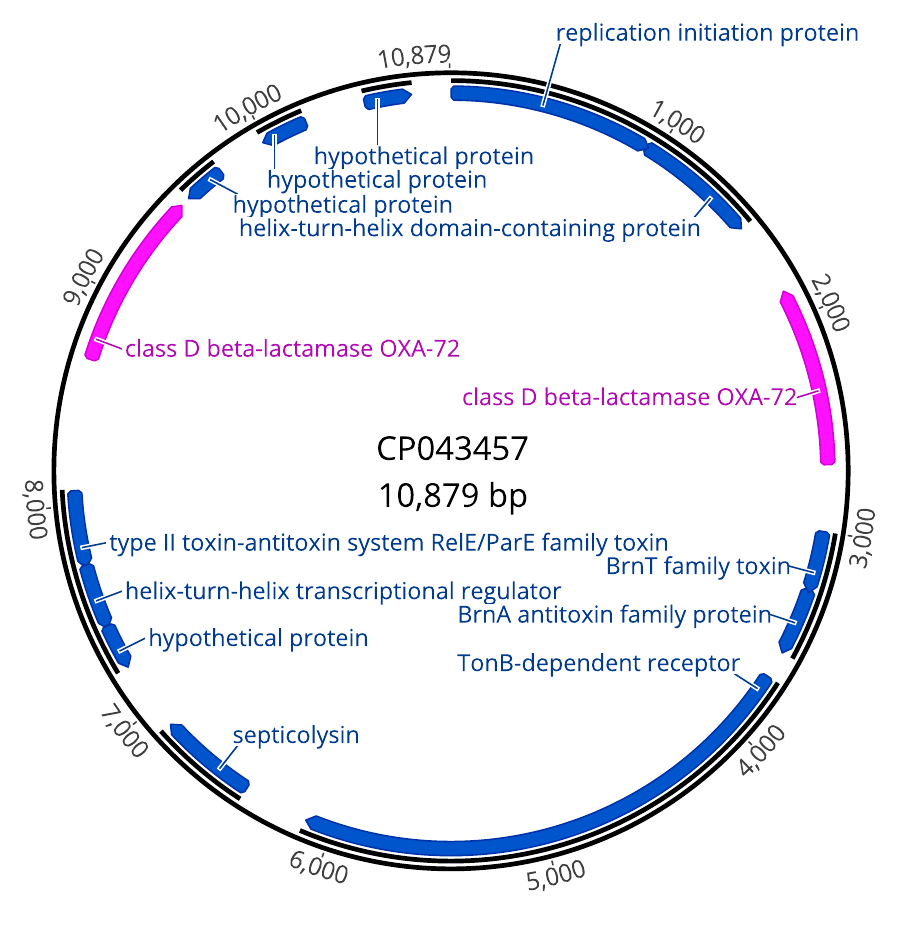 replication initiation protein
10,879
1,000
10,000
hypothetical protein
hypothetical protein
hypothetical protein
helix-turn-helix domain-containing protein
9,000
2,000
class D beta-lactamase OXA-72
class D beta-lactamase OXA-72
CP043457
10,879 bp
8,000
3,000
type II toxin-antitoxin system RelE/ParE family toxin
BrnT family toxin
helix-turn-helix transcriptional regulator
BrnA antitoxin family protein
hypothetical protein
TonB-dependent receptor
7,000
septicolysin
4,000
6,000
5,000